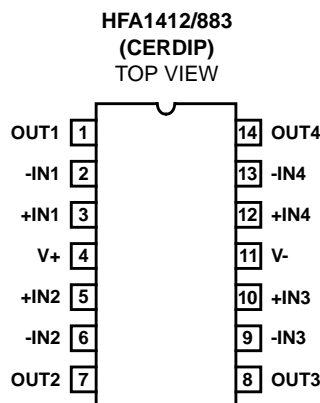 HFA1412/883
(CERDIP)
TOP VIEW
OUT1 1 14 OUT4
-IN1 2 13 -IN4
+IN1 3 12 +IN4
V+ 4 11 V-
+IN2 5 10 +IN3
-IN2 6 9 -IN3
OUT2 7 8 OUT3